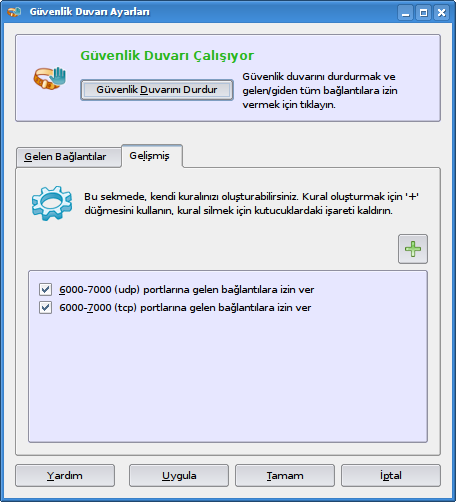 Güvenlik Duvarı Ayarları
Güvenlik Duvarı Çalışıyor
Güvenlik Duvarını Durdur
Güvenlik duvarını durdurmak ve
gelen/giden tüm bağlantılara izin
vermek için tıklayın.
Gelen Bağlantılar
Gelişmiş
Bu sekmede, kendi kuralınızı oluşturabilirsiniz. Kural oluşturmak için '+'
düğmesini kullanın, kural silmek için kutucuklardaki işareti kaldırın.
6000-7000 (udp) portlarına gelen bağlantılara izin ver
6000-7000 (tcp) portlarına gelen bağlantılara izin ver
Yardım
Uygula
Tamam
İptal